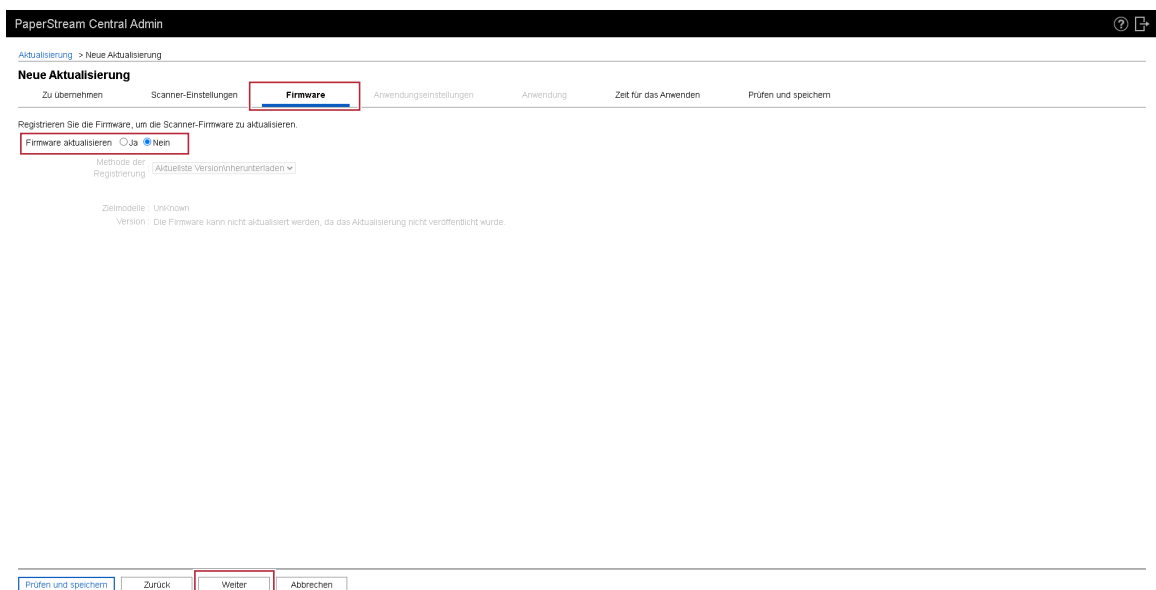 PaperStream Central Admin
Aktualisierung > Neue Aktualisierung
Neue Aktualisierung
Zu übernehmen Scanner-Einstellungen Firmware Anwendungseinstellungen Anwendung Zeit für das Anwenden Prüfen und speichern
Registrieren Sie die Firmware, um die Scanner-Firmware zu aktualisieren.
Firmware aktualisieren Ja Nein
Methode der
Registrierung Aktuellste Version\nherunterladen
Zielmodelle : Unknown
Version : Die Firmware kann nicht aktualisiert werden, da das Aktualisierung nicht veröffentlicht wurde.
Prüfen und speichern Zurück Weiter Abbrechen